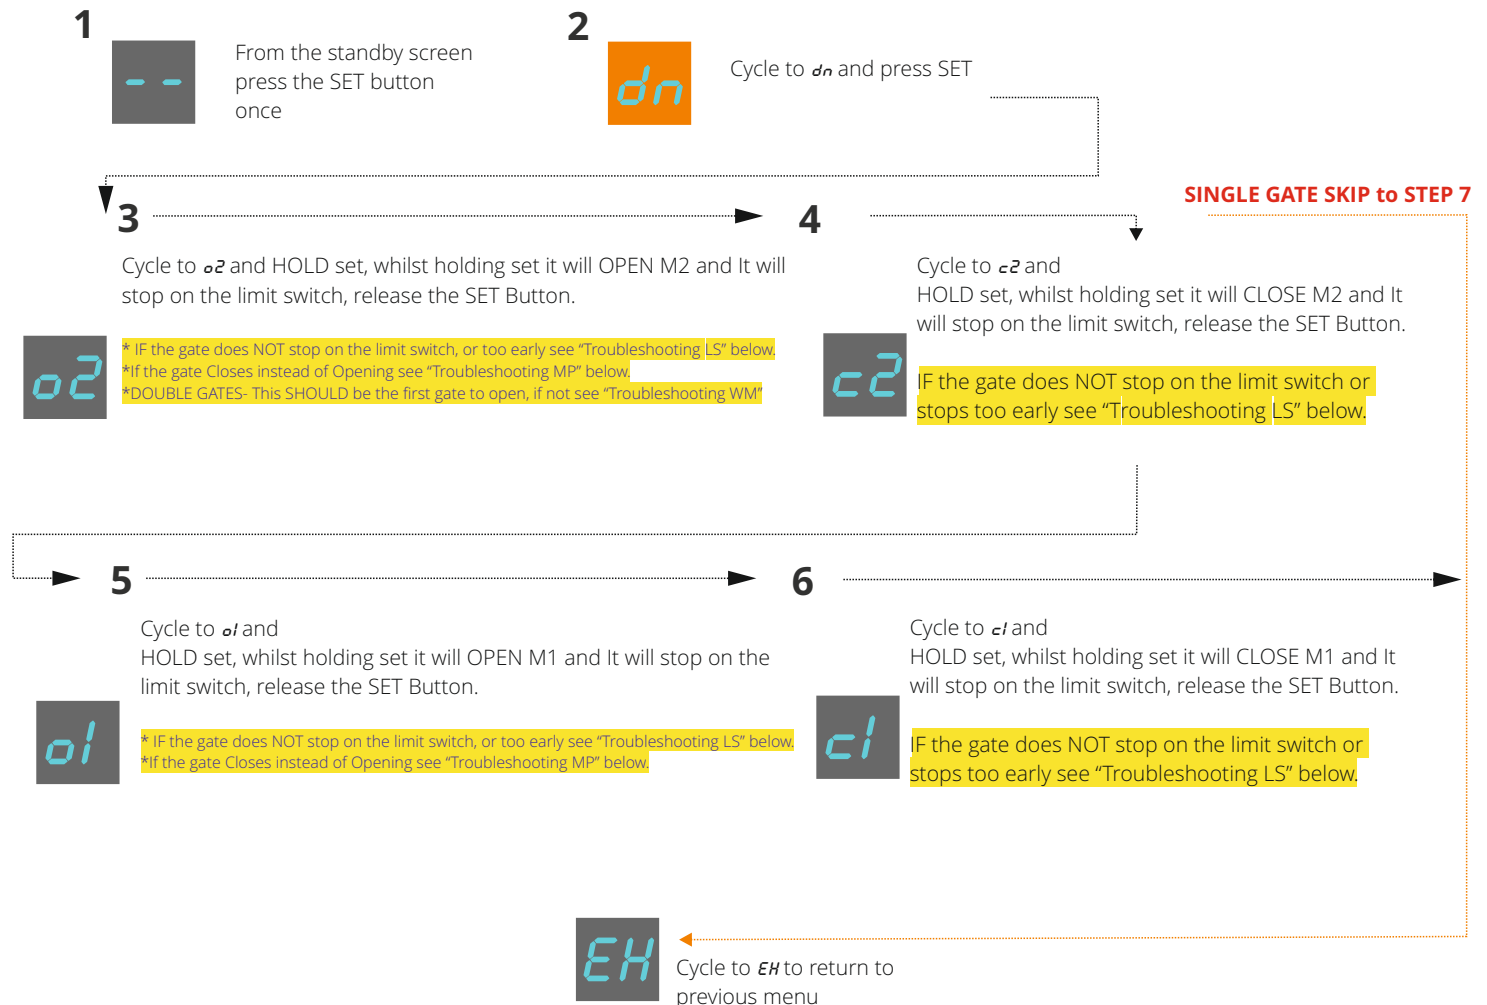 1
--
From the standby screen
press the SET button
once
2
dn
Cycle to dn and press SET
SINGLE GATE SKIP to STEP 7
3
Cycle to o2 and HOLD set, whilst holding set it will OPEN M2 and It will
stop on the limit switch, release the SET Button.
o2
* IF the gate does NOT stop on the limit switch, or too early see “Troubleshooting LS” below.
*If the gate Closes instead of Opening see “Troubleshooting MP” below.
*DOUBLE GATES- This SHOULD be the first gate to open, if not see “Troubleshooting WM”
4
Cycle to c2 and
HOLD set, whilst holding set it will CLOSE M2 and It
will stop on the limit switch, release the SET Button.
c2
IF the gate does NOT stop on the limit switch or
stops too early see “Troubleshooting LS” below.
5
Cycle to o1 and
HOLD set, whilst holding set it will OPEN M1 and It will stop on the
limit switch, release the SET Button.
o1
* IF the gate does NOT stop on the limit switch, or too early see “Troubleshooting LS” below.
*If the gate Closes instead of Opening see “Troubleshooting MP” below.
6
Cycle to c1 and
HOLD set, whilst holding set it will CLOSE M1 and It
will stop on the limit switch, release the SET Button.
c1
IF the gate does NOT stop on the limit switch or
stops too early see “Troubleshooting LS” below.
EH
Cycle to EH to return to
previous menu